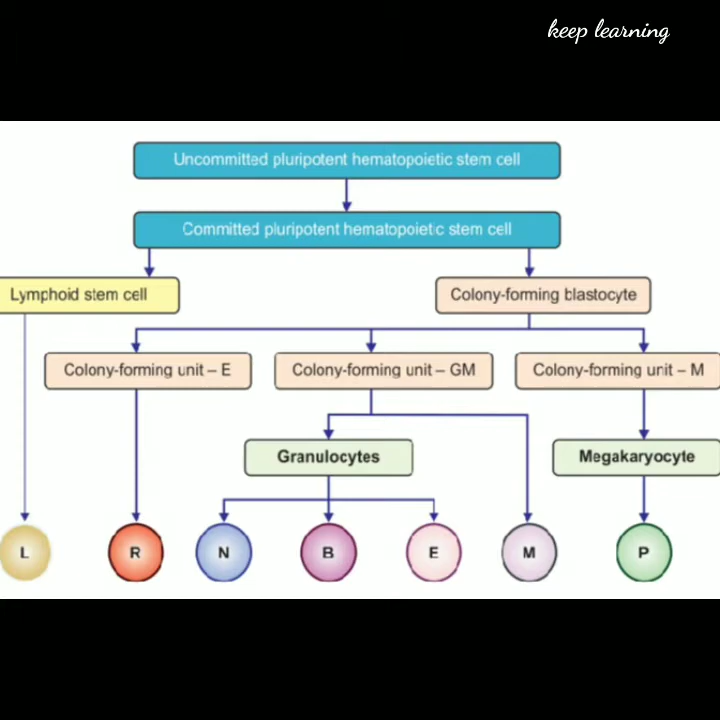 keep learning
Uncommitted pluripotent hematopoietic stem cell
Committed pluripotent hematopoietic stem cell
Lymphoid stem cell
Colony-forming blastocyte
Colony-forming unit – E
Colony-forming unit – GM
Colony-forming unit – M
Granulocytes
Megakaryocyte
L
R
N
B
E
M
P